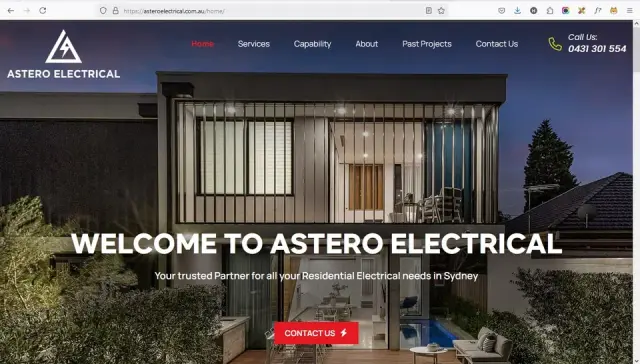 https://asteroelectrical.com.au/home/
ASTERO ELECTRICAL
Home Services Capability About Past Projects Contact Us
Call Us:
0431 301 554
WELCOME TO ASTERO ELECTRICAL
Your trusted Partner for all your Residential Electrical needs in Sydney
CONTACT US